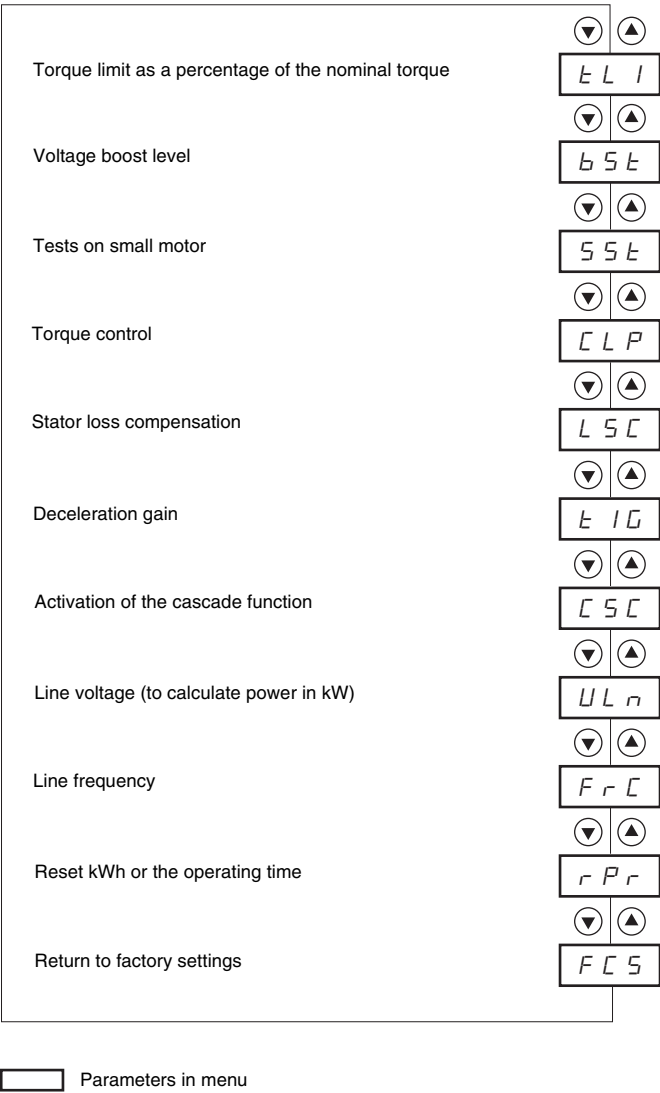 Torque limit as a percentage of the nominal torque tLI
Voltage boost level bSt
Tests on small motor SSt
Torque control CLP
Stator loss compensation LSC
Deceleration gain tIG
Activation of the cascade function CSC
Line voltage (to calculate power in kW) ULn
Line frequency FrC
Reset kWh or the operating time rPr
Return to factory settings FCS
Parameters in menu